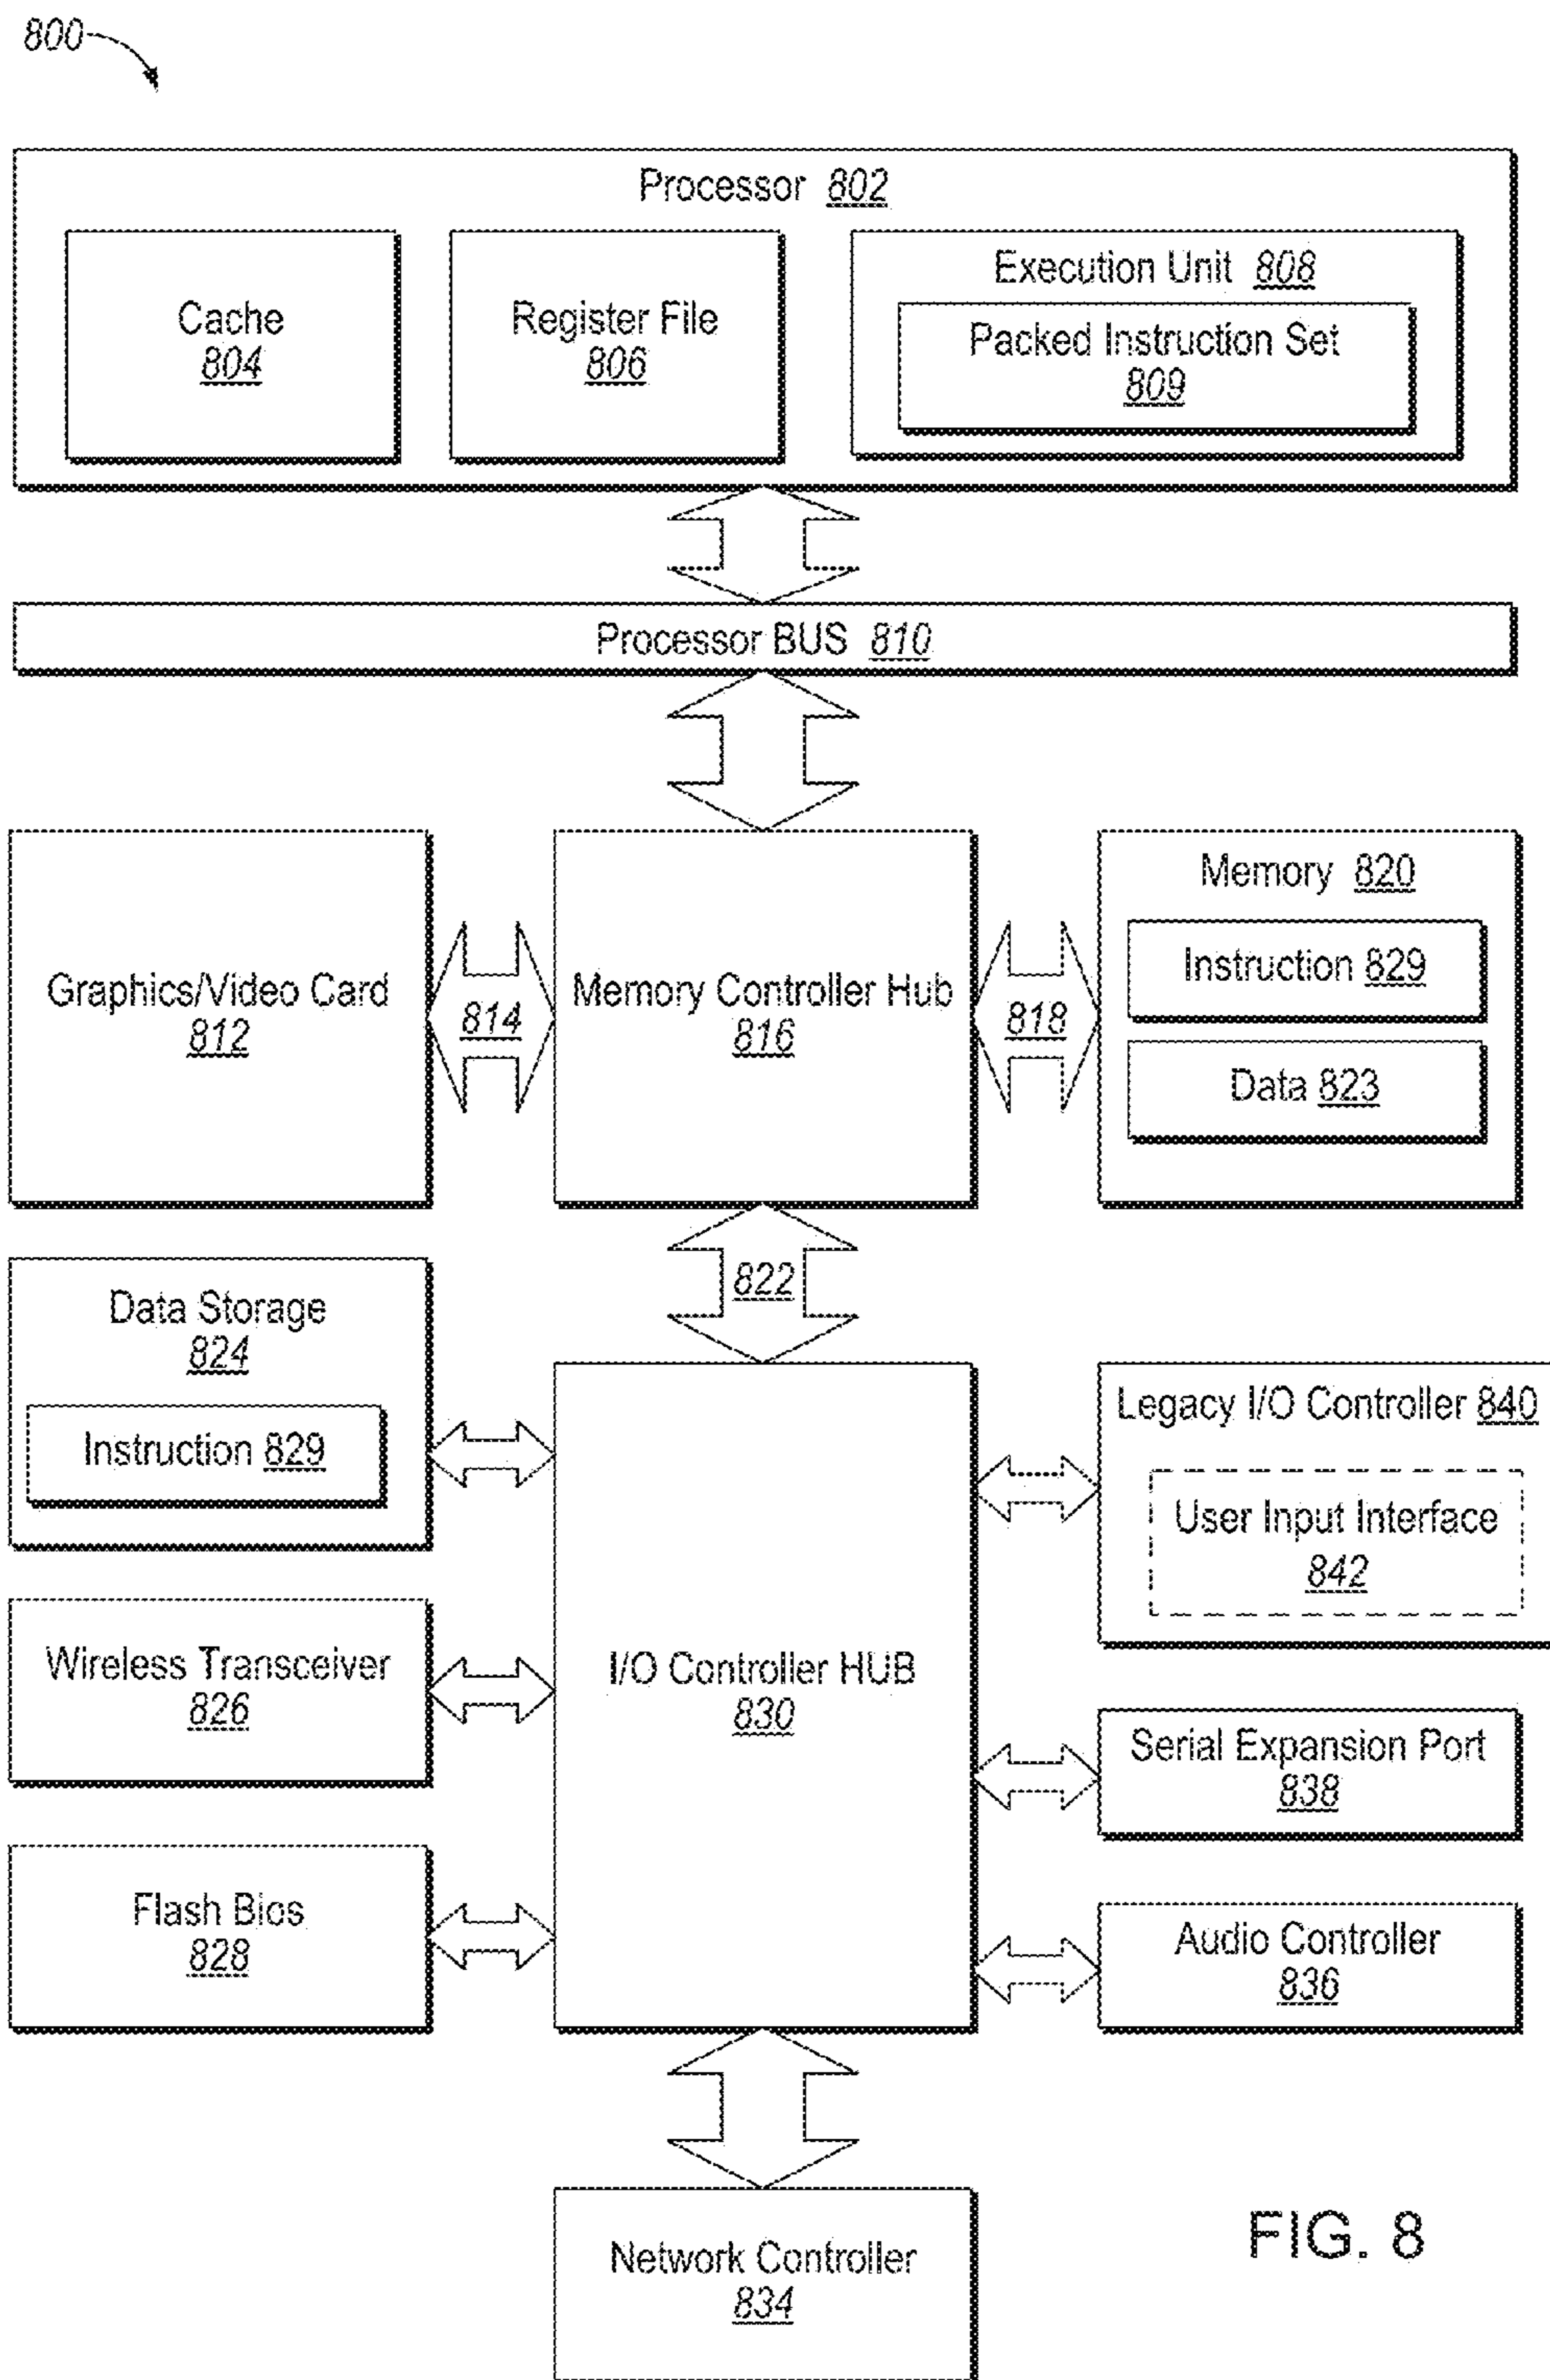 800
Processor 802
Cache
804
Register File
806
Execution Unit 808
Packed Instruction Set
809
Processor BUS 810
Graphics/Video Card
812
814
Memory Controller Hub
816
818
Memory 820
Instruction 829
Data 823
822
Data Storage
824
Instruction 829
Wireless Transceiver
826
Flash Bios
828
I/O Controller HUB
830
Legacy I/O Controller 840
User Input Interface
842
Serial Expansion Port
838
Audio Controller
836
Network Controller
834
FIG. 8